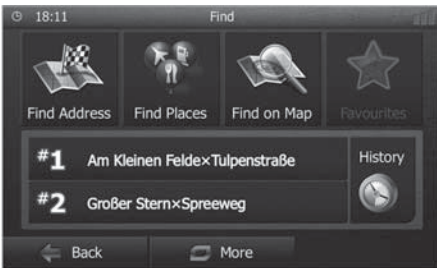 18:11 Find
Find Address Find Places Find on Map Favourites
#1 Am Kleinen Felde×Tulpenstraße History
#2 Großer Stern×Spreeweg
Back More